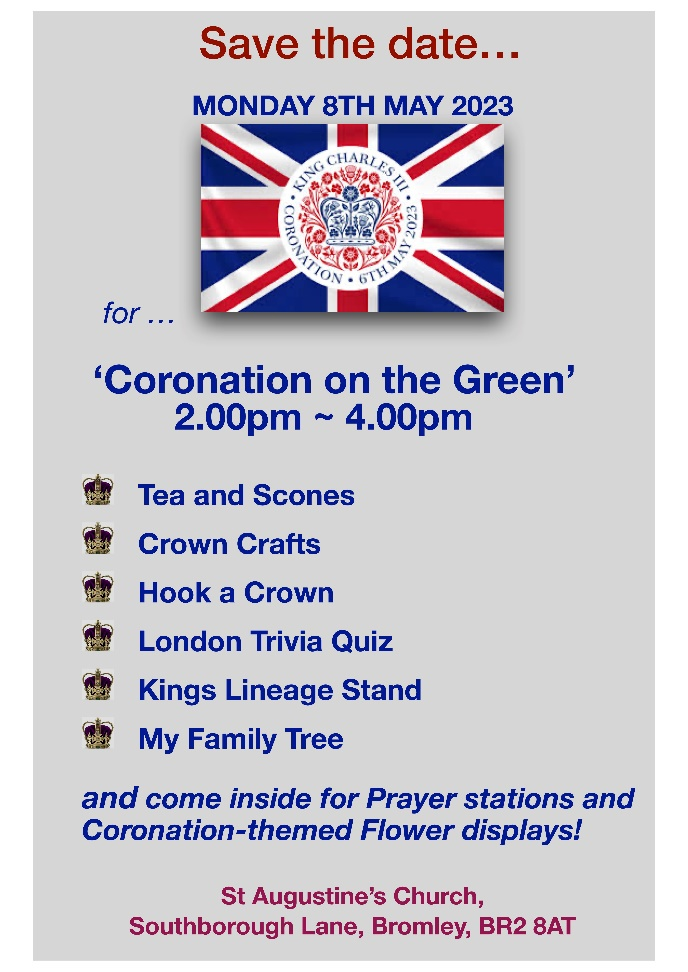 Save the date…
MONDAY 8TH MAY 2023
• KING CHARLES III •
CORONATION • 6TH MAY 2023
for …
‘Coronation on the Green’
2.00pm ~ 4.00pm
Tea and Scones
Crown Crafts
Hook a Crown
London Trivia Quiz
Kings Lineage Stand
My Family Tree
and come inside for Prayer stations and
Coronation-themed Flower displays!
St Augustine’s Church,
Southborough Lane, Bromley, BR2 8AT